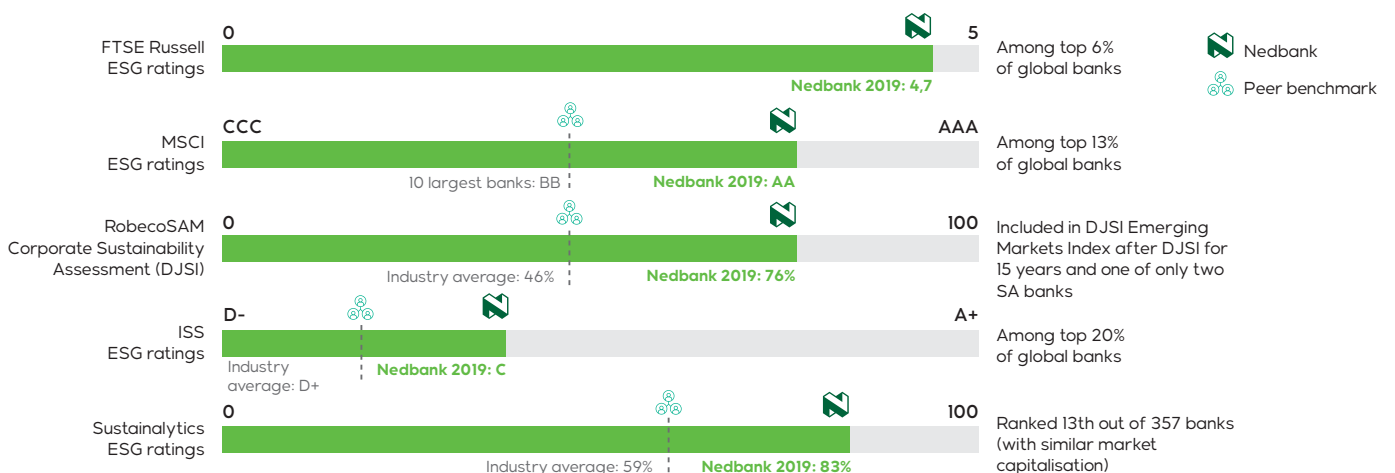 FTSE Russell
ESG ratings
0
5
Nedbank 2019: 4,7
Among top 6%
of global banks
Nedbank
Peer benchmark
MSCI
ESG ratings
CCC
AAA
10 largest banks: BB
Nedbank 2019: AA
Among top 13%
of global banks
RobecoSAM
Corporate Sustainability
Assessment (DJSI)
0
100
Industry average: 46%
Nedbank 2019: 76%
Included in DJSI Emerging
Markets Index after DJSI for
15 years and one of only two
SA banks
ISS
ESG ratings
D-
A+
Industry
average: D+
Nedbank 2019: C
Among top 20%
of global banks
Sustainalytics
ESG ratings
0
100
Industry average: 59%
Nedbank 2019: 83%
Ranked 13th out of 357 banks
(with similar market
capitalisation)